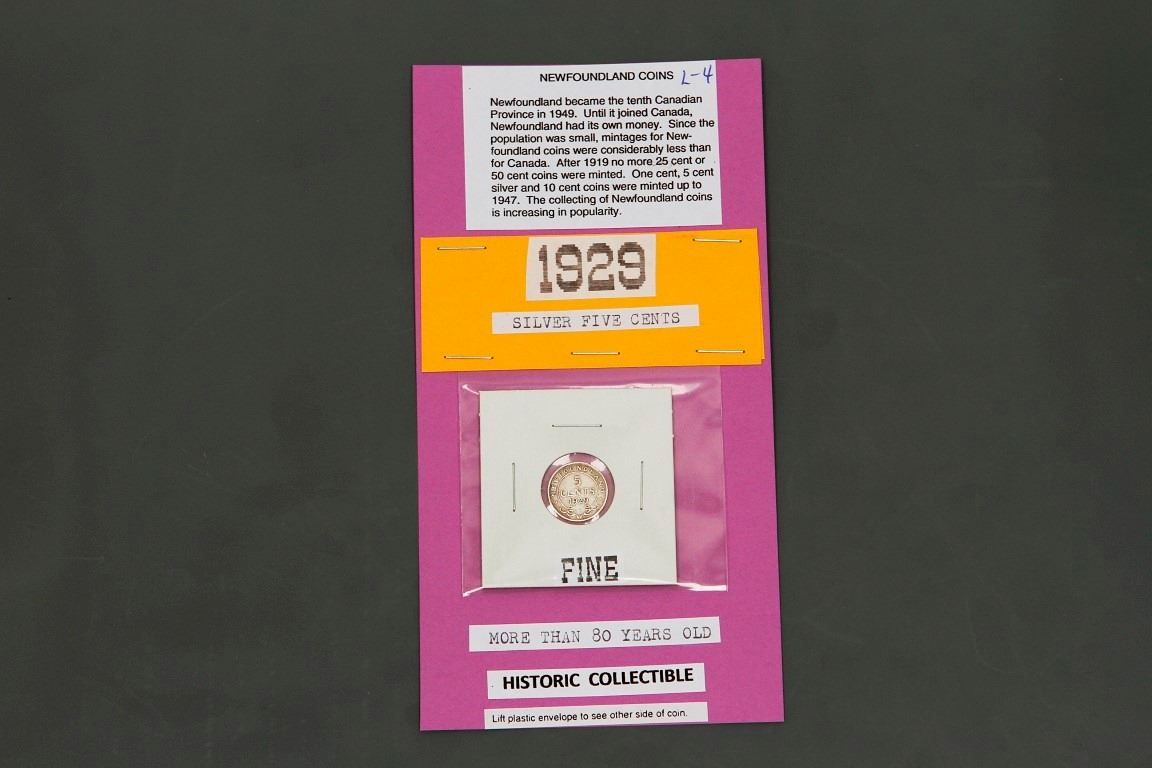 NEWFOUNDLAND COINS L-4
Newfoundland became the tenth Canadian
Province in 1949. Until it joined Canada,
Newfoundland had its own money. Since the
population was small, mintages for New-
foundland coins were considerably less than
for Canada. After 1919 no more 25 cent or
50 cent coins were minted. One cent, 5 cent
silver and 10 cent coins were minted up to
1947. The collecting of Newfoundland coins
is increasing in popularity.
1929
SILVER FIVE CENTS
NEWFOUNDLAND
5
CENTS
1929
FINE
MORE THAN 80 YEARS OLD
HISTORIC COLLECTIBLE
Lift plastic envelope to see other side of coin.